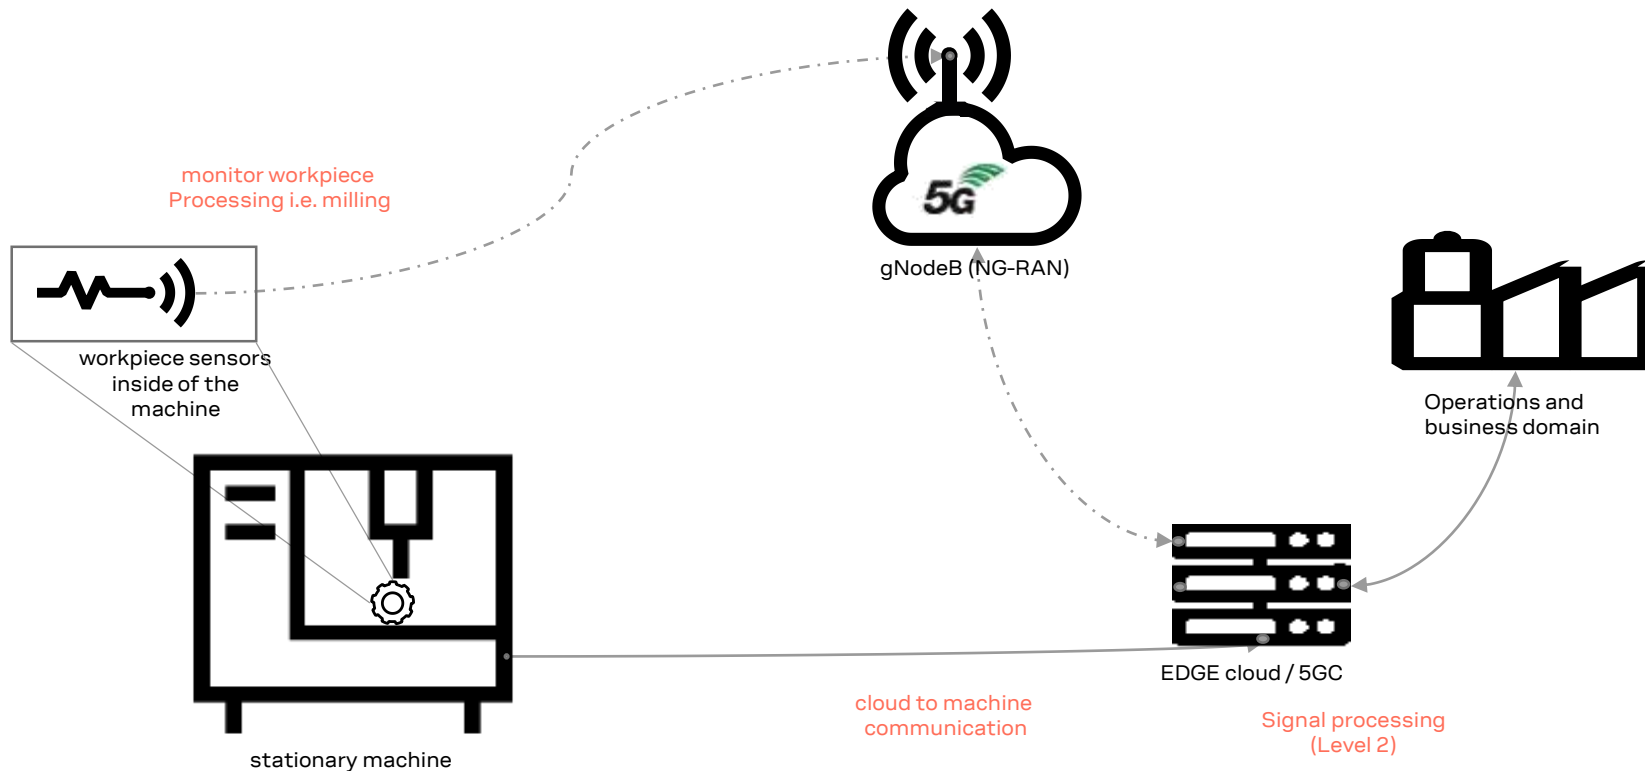 monitor workpiece
Processing i.e. milling
5G
gNodeB (NG-RAN)
workpiece sensors
inside of the
machine
Operations and
business domain
EDGE cloud / 5GC
cloud to machine
communication
Signal processing
(Level 2)
stationary machine